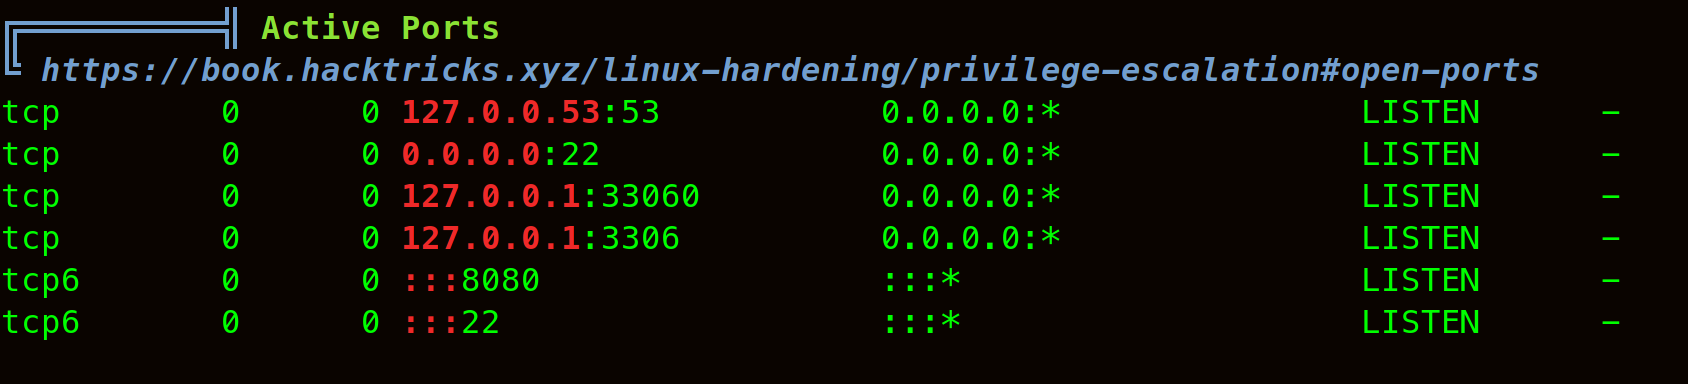 ╔══════════╣ Active Ports
╚ https://book.hacktricks.xyz/linux-hardening/privilege-escalation#open-ports
tcp        0      0 127.0.0.53:53           0.0.0.0:*               LISTEN      -
tcp        0      0 0.0.0.0:22              0.0.0.0:*               LISTEN      -
tcp        0      0 127.0.0.1:33060         0.0.0.0:*               LISTEN      -
tcp        0      0 127.0.0.1:3306          0.0.0.0:*               LISTEN      -
tcp6       0      0 :::8080                 :::*                    LISTEN      -
tcp6       0      0 :::22                   :::*                    LISTEN      -